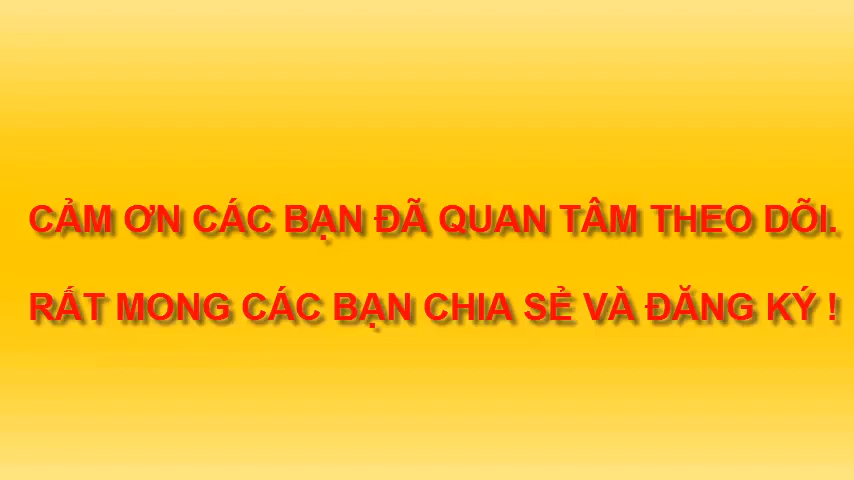 CẢM ƠN CÁC BẠN ĐÃ QUAN TÂM THEO DÕI.
RẤT MONG CÁC BẠN CHIA SẺ VÀ ĐĂNG KÝ !